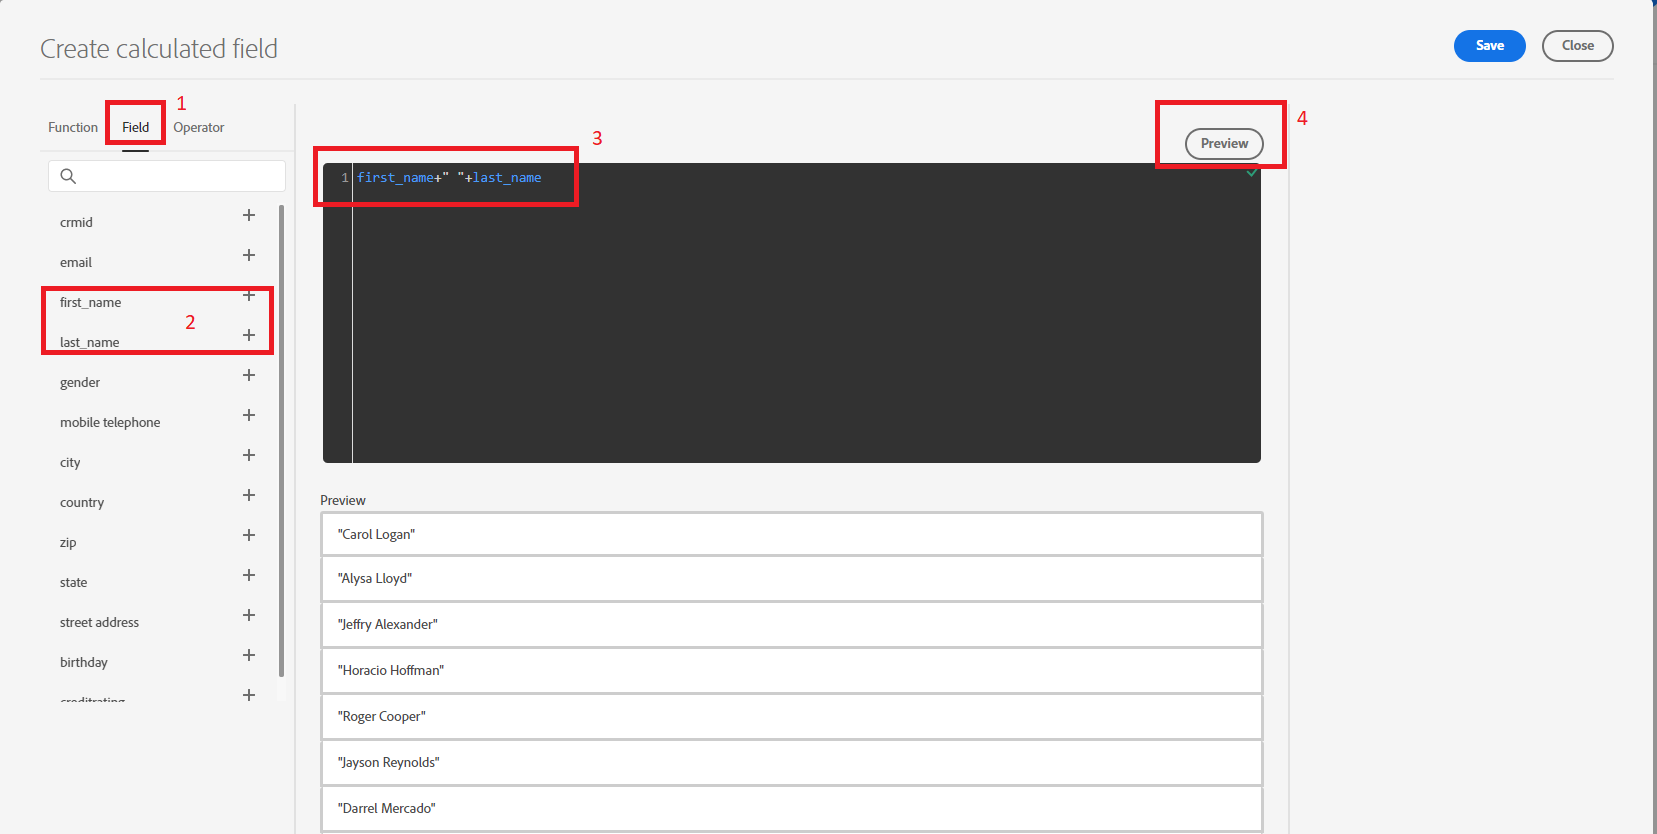 Create calculated field
Save
Close
Function
Field
1
Operator
crmid
email
first_name
2
last_name
gender
mobile telephone
city
country
zip
state
street address
birthday
creditrating
3
1 first_name+" "+last_name
Preview
4
Preview
"Carol Logan"
"Alysa Lloyd"
"Jeffry Alexander"
"Horacio Hoffman"
"Roger Cooper"
"Jayson Reynolds"
"Darrel Mercado"